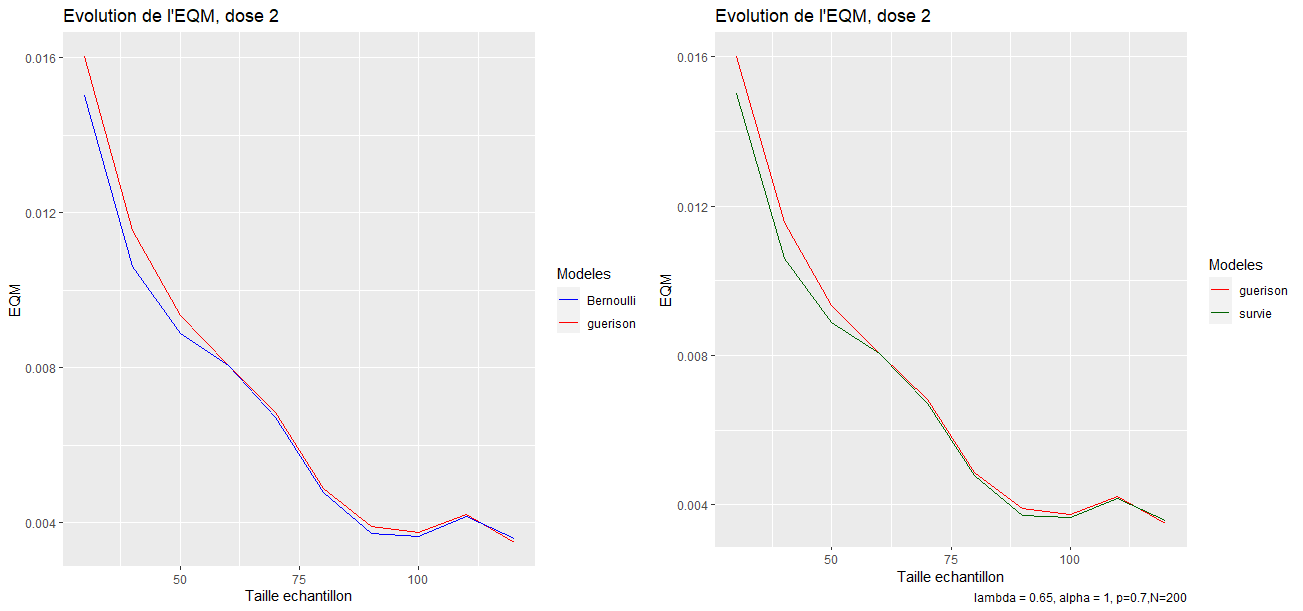 Evolution de l'EQM, dose 2
EQM
0.016
0.012
0.008
0.004
50
75
100
Taille echantillon
Modeles
Bernoulli
guerison
Evolution de l'EQM, dose 2
EQM
0.016
0.012
0.008
0.004
50
75
100
Taille echantillon
Modeles
guerison
survie
lambda = 0.65, alpha = 1, p=0.7,N=200